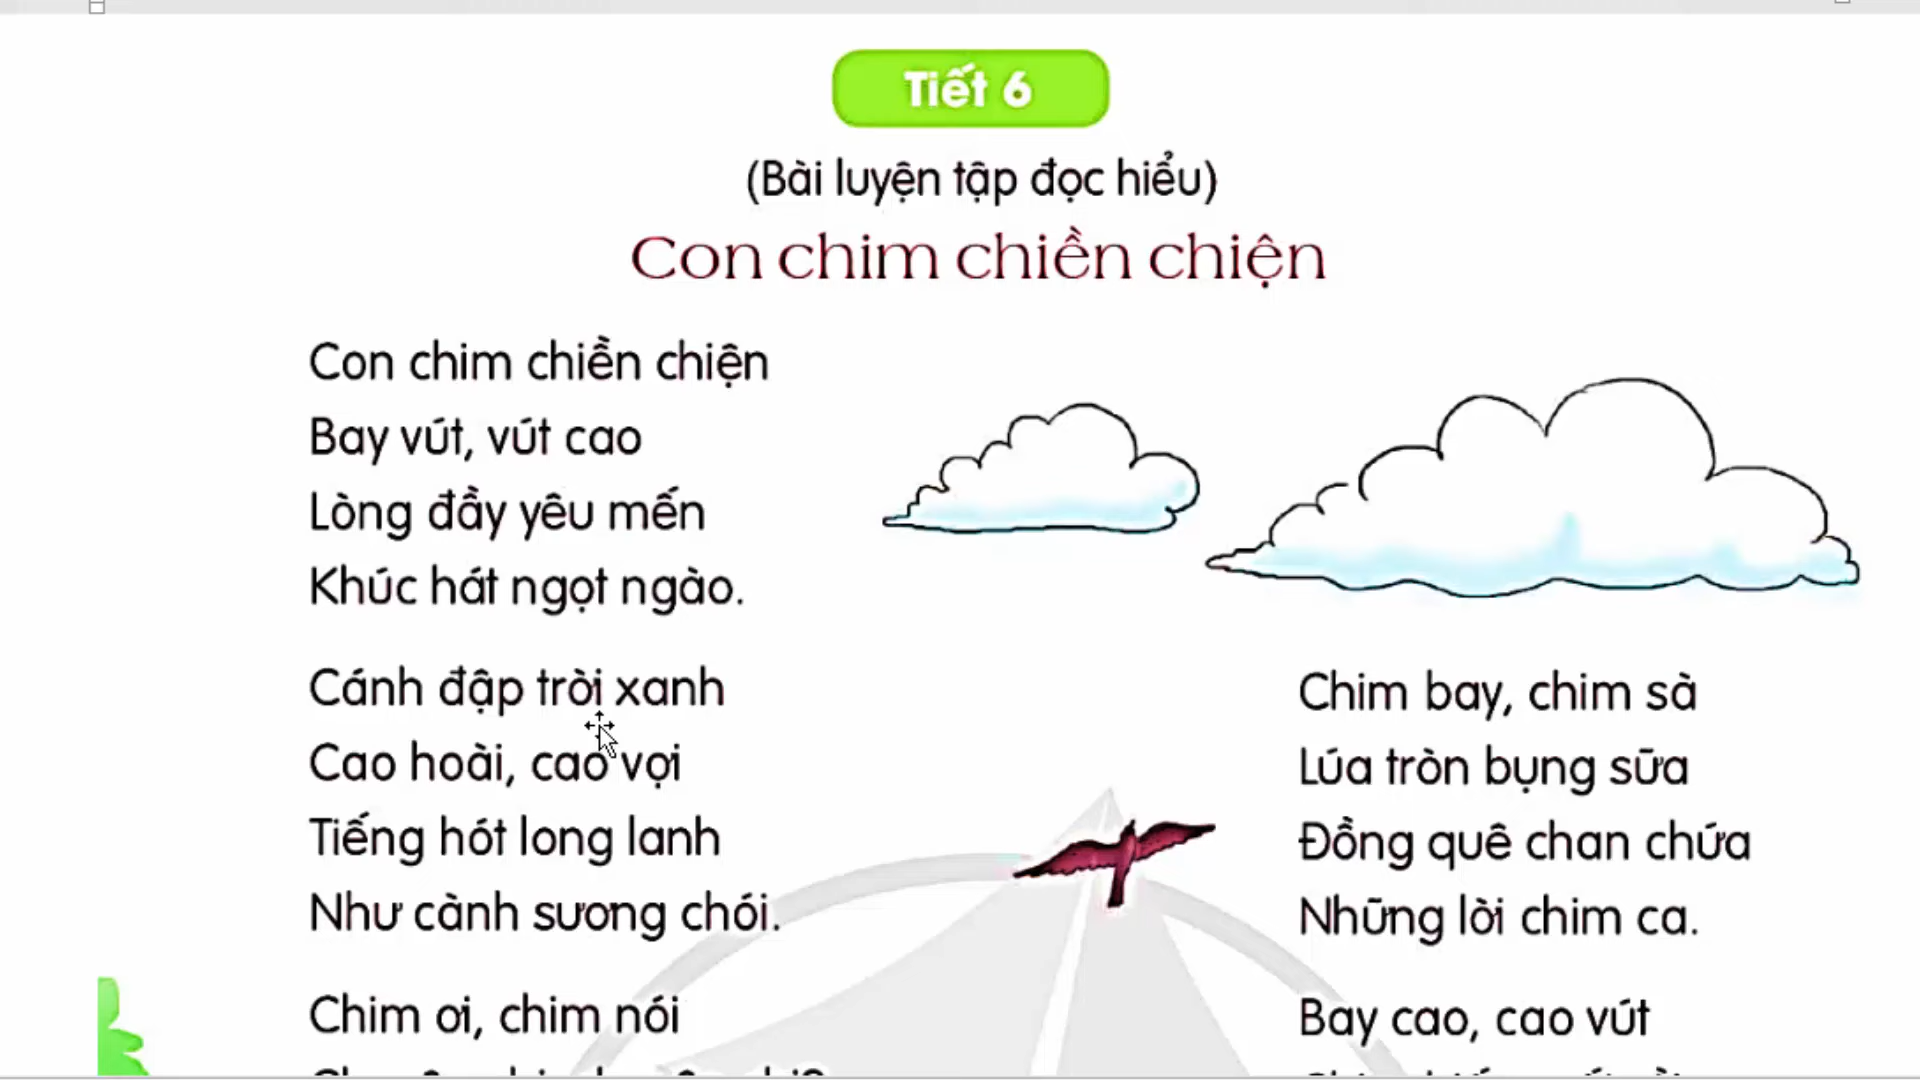 Tiết 6
(Bài luyện tập đọc hiểu)
Con chim chiền chiện
Con chim chiền chiện
Bay vút, vút cao
Lòng đầy yêu mến
Khúc hát ngọt ngào.
Cánh đập trời xanh
Cao hoài, cao vợi
Tiếng hót long lanh
Như cành sương chói.
Chim ơi, chim nói
Chim bay, chim sà
Lúa tròn bụng sữa
Đồng quê chan chứa
Những lời chim ca.
Bay cao, cao vút